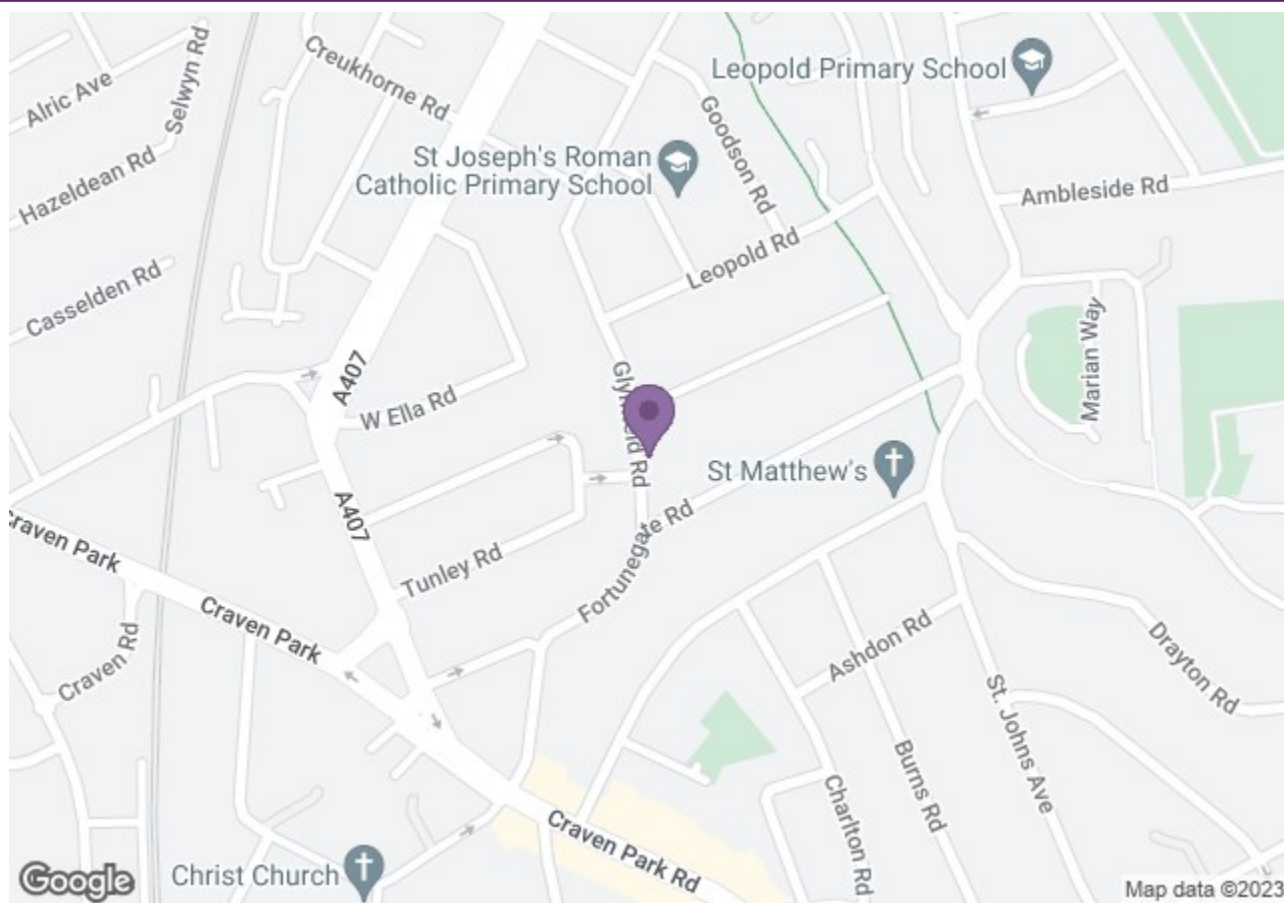 Creukhorne Rd
Selwyn Rd
Alric Ave
Leopold Primary School
Goodson Rd
St Joseph's Roman
Catholic Primary School
Hazeldean Rd
Ambleside Rd
Leopold Rd
Casselden Rd
Marian Way
A407
W Ella Rd
St Matthew's
A407
Craven Park
Fortunegate Rd
Tunley Rd
Craven Park
Craven Rd
Ashdon Rd
Drayton Rd
St. Johns Ave
Burns Rd
Charlton Rd
Craven Park Rd
Christ Church
Google
Map data ©2023